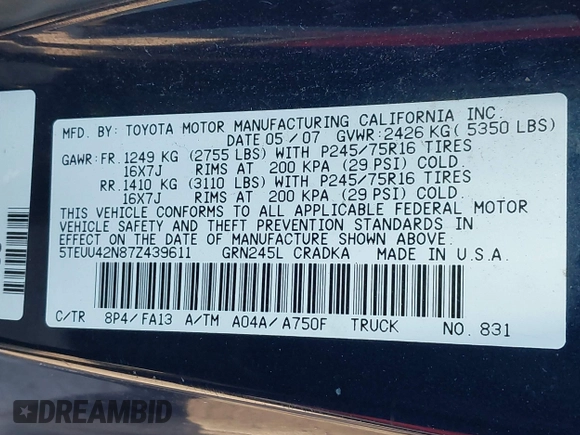 MFD. BY: TOYOTA MOTOR MANUFACTURING CALIFORNIA INC.
DATE 05/07 GVWR: 2426 KG( 5350 LBS)
GAWR: FR. 1249 KG (2755 LBS) WITH P245/75R16 TIRES
16X7J RIMS AT 200 KPA (29 PSI) COLD.
RR. 1410 KG (3110 LBS) WITH P245/75R16 TIRES
16X7J RIMS AT 200 KPA (29 PSI) COLD.
THIS VEHICLE CONFORMS TO ALL APPLICABLE FEDERAL MOTOR
VEHICLE SAFETY AND THEFT PREVENTION STANDARDS IN EFFECT
ON THE DATE OF MANUFACTURE SHOWN ABOVE.
5TEUU42N87Z439611 GRN245L CRADKA MADE IN U.S.A.
C/TR 8P4/FA13 A/TM A04A/A750F TRUCK NO. 831
DREAMBID